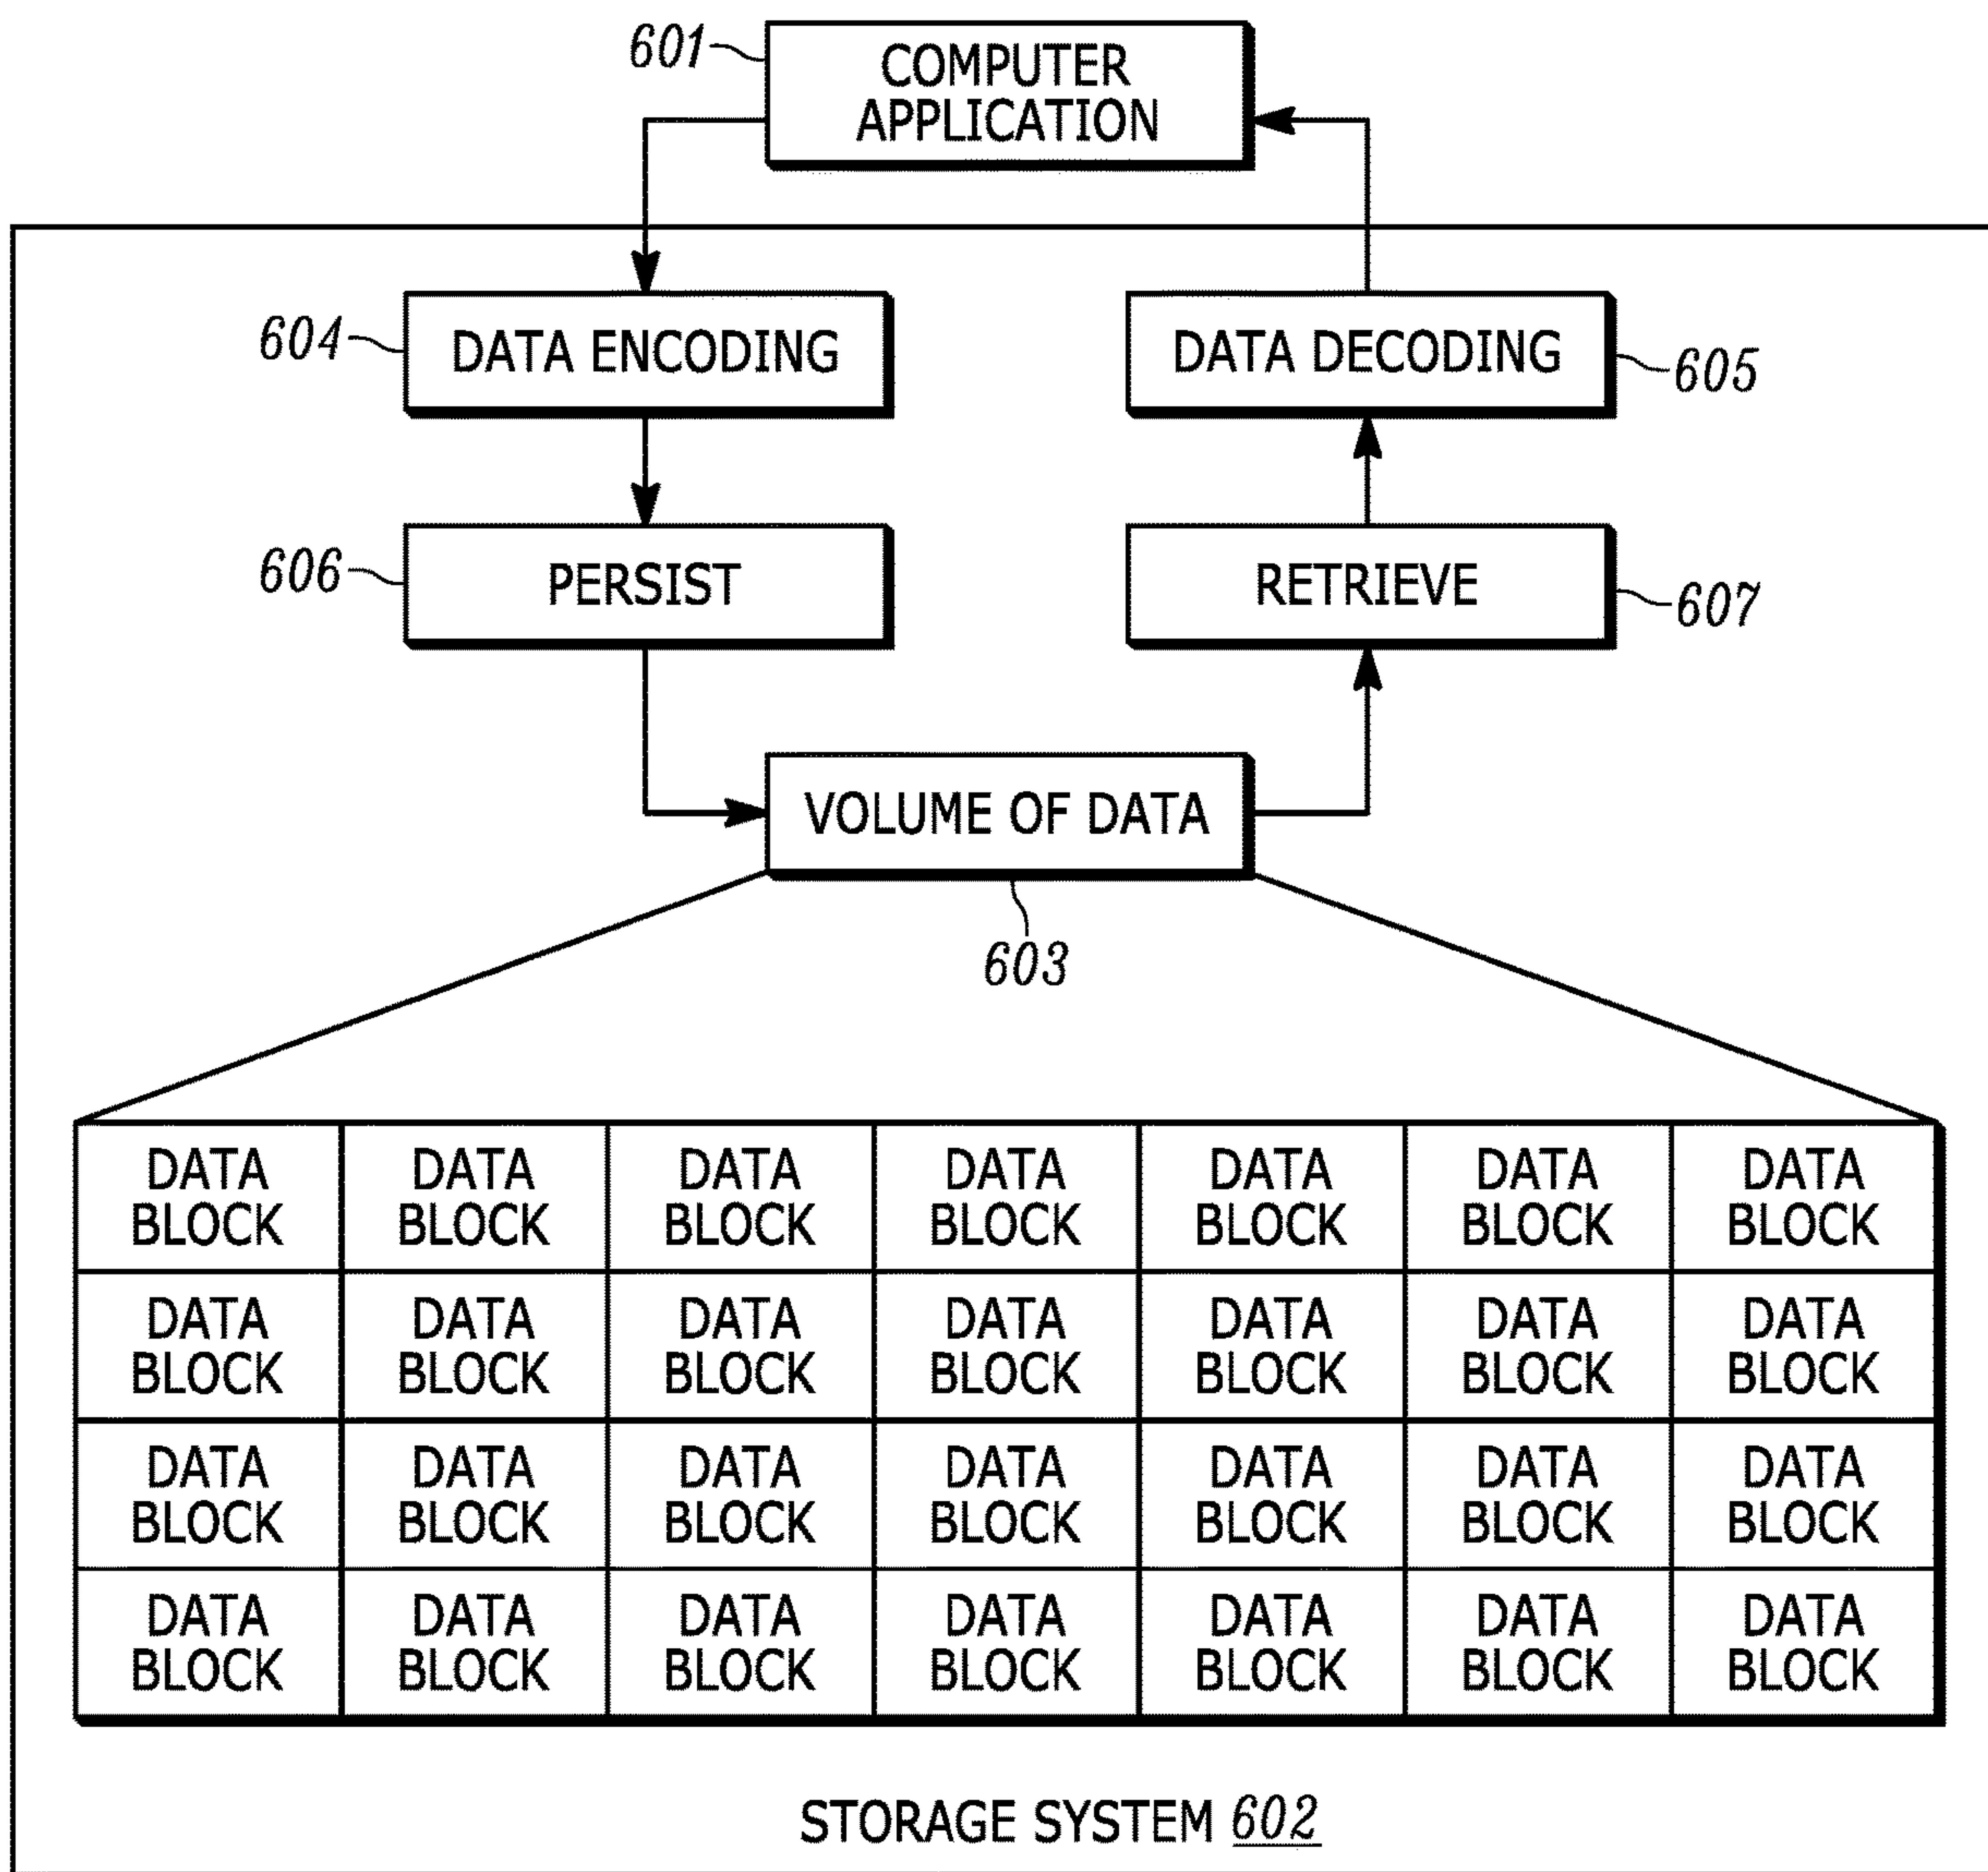 601
COMPUTER
APPLICATION
604
DATA ENCODING
DATA DECODING
605
606
PERSIST
RETRIEVE
607
VOLUME OF DATA
603
DATA DATA DATA DATA DATA DATA DATA
BLOCK BLOCK BLOCK BLOCK BLOCK BLOCK BLOCK
DATA DATA DATA DATA DATA DATA DATA
BLOCK BLOCK BLOCK BLOCK BLOCK BLOCK BLOCK
DATA DATA DATA DATA DATA DATA DATA
BLOCK BLOCK BLOCK BLOCK BLOCK BLOCK BLOCK
DATA DATA DATA DATA DATA DATA DATA
BLOCK BLOCK BLOCK BLOCK BLOCK BLOCK BLOCK
STORAGE SYSTEM 602